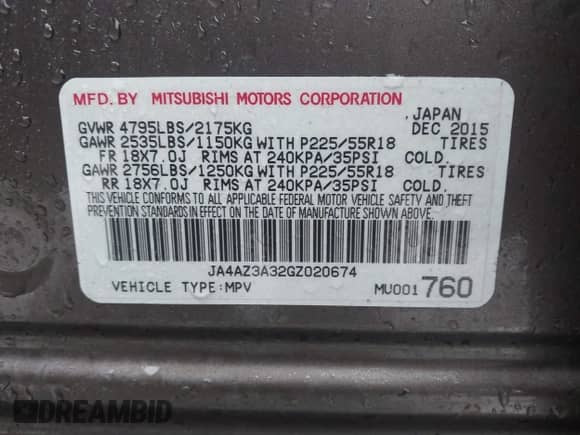 MFD. BY MITSUBISHI MOTORS CORPORATION
JAPAN
GVWR 4795LBS/2175KG DEC 2015
GAWR 2535LBS/1150KG WITH P225/55R18 TIRES
FR 18X7.0J RIMS AT 240KPA/35PSI COLD.
GAWR 2756LBS/1250KG WITH P225/55R18 TIRES
RR 18X7.0J RIMS AT 240KPA/35PSI COLD.
THIS VEHICLE CONFORMS TO ALL APPLICABLE FEDERAL MOTOR VEHICLE SAFETY AND THEFT
PREVENTION STANDARDS IN EFFECT ON THE DATE OF MANUFACTURE SHOWN ABOVE.
JA4AZ3A32GZ020674
VEHICLE TYPE:MPV MU001760
DREAMBID